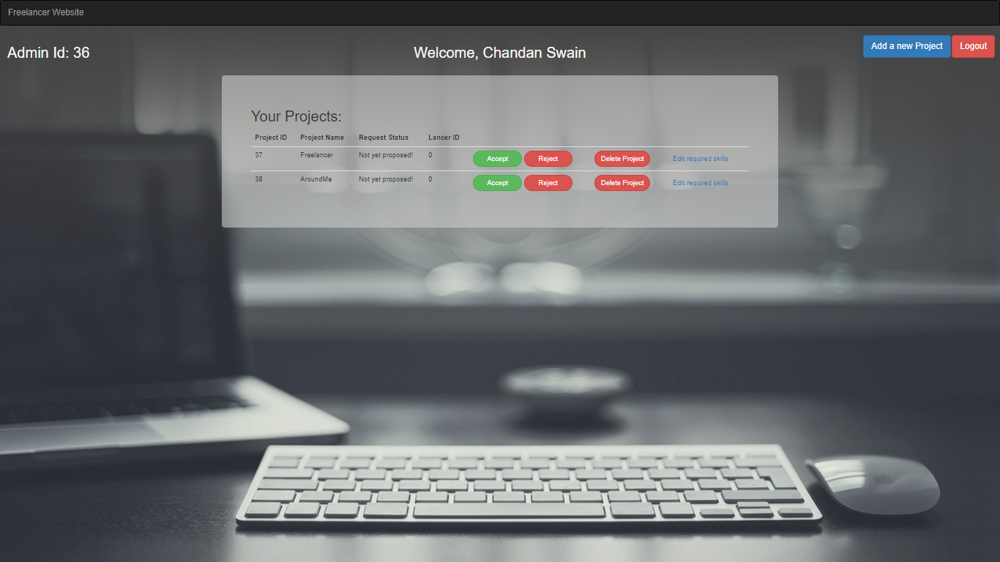 Freelancer Website
Admin Id: 36
Welcome, Chandan Swain
Add a new Project Logout
Your Projects:
Project ID Project Name Request Status Lancer ID
37 Freelancer Not yet proposed! 0 Accept Reject Delete Project Edit required skills
38 AroundMe Not yet proposed! 0 Accept Reject Delete Project Edit required skills